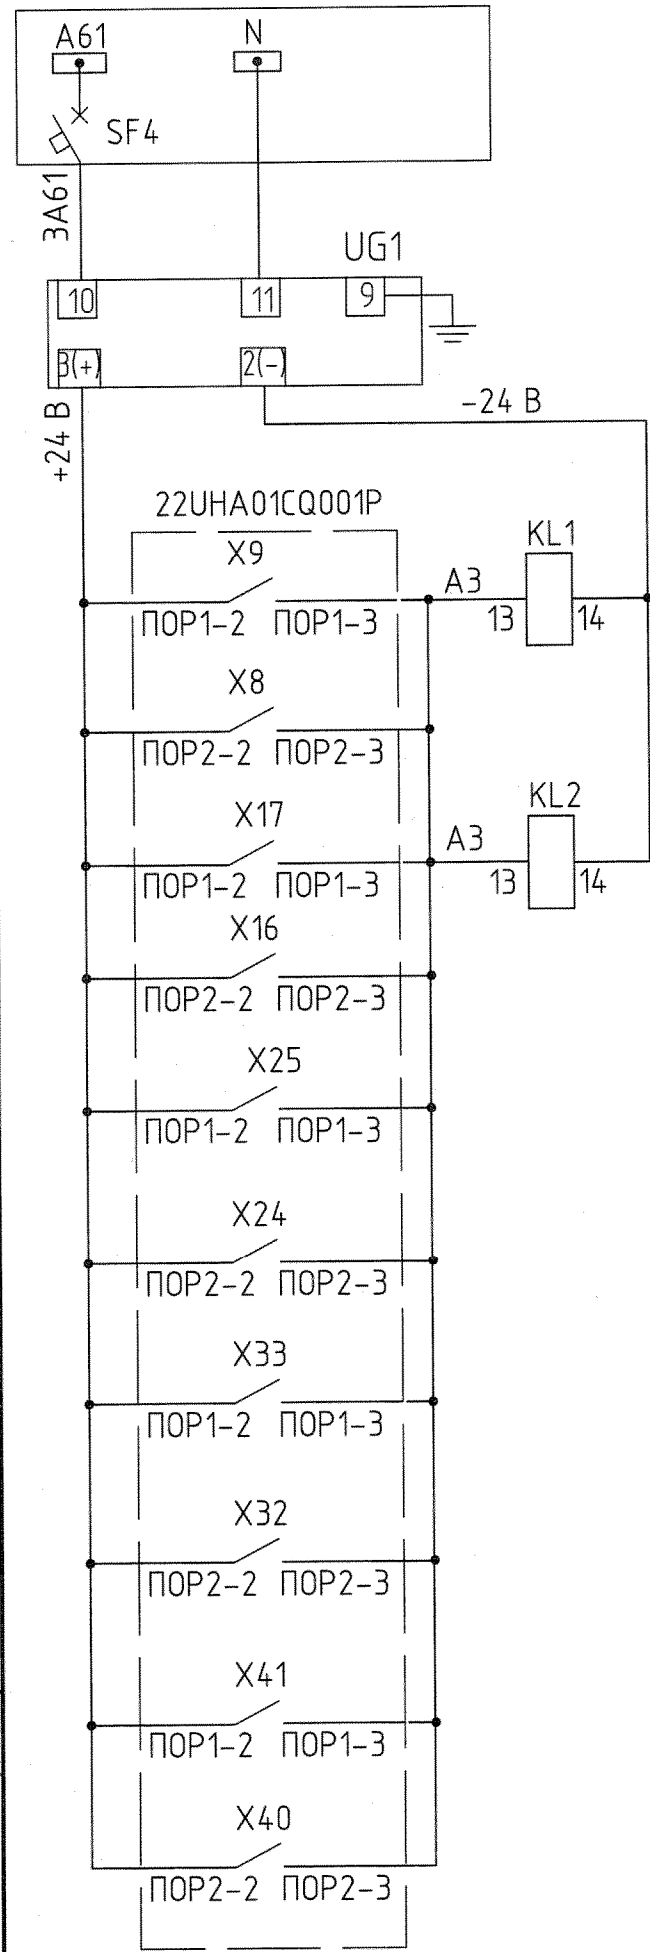 A61
N
SF4
3A61
UG1
10
11
9
3(+)
2(-)
+24 В
-24 В
22UHA01CQ001P
X9
KL1
A3
13
14
ПОР1-2 ПОР1-3
X8
ПОР2-2 ПОР2-3
X17
KL2
A3
13
14
ПОР1-2 ПОР1-3
X16
ПОР2-2 ПОР2-3
X25
ПОР1-2 ПОР1-3
X24
ПОР2-2 ПОР2-3
X33
ПОР1-2 ПОР1-3
X32
ПОР2-2 ПОР2-3
X41
ПОР1-2 ПОР1-3
X40
ПОР2-2 ПОР2-3